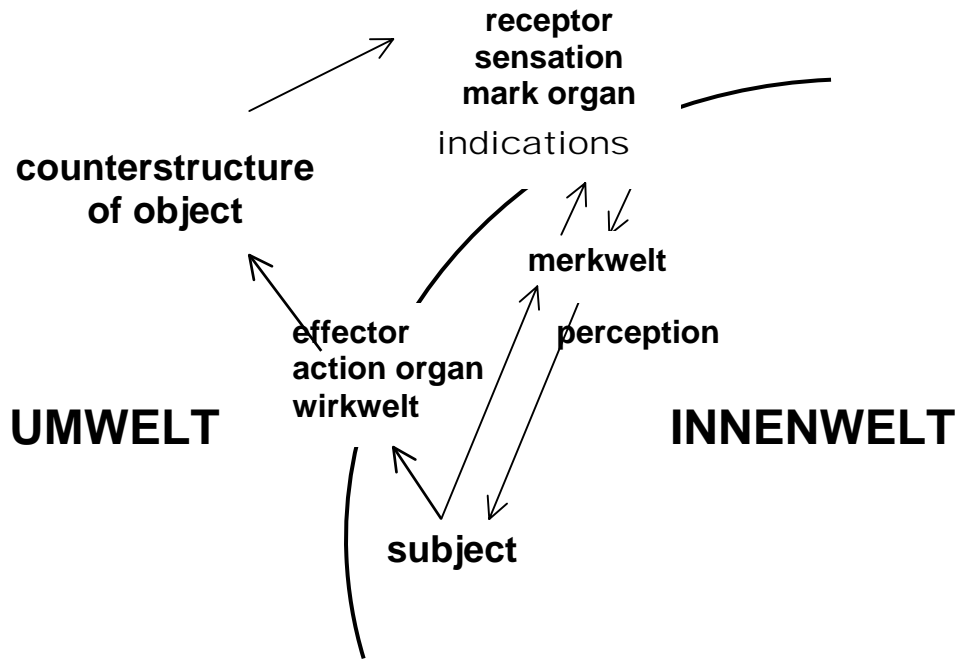 receptor
sensation
mark organ
indications
counterstructure
of object
merkwelt
effector
action organ
wirkwelt
perception
UMWELT
INNENWELT
subject